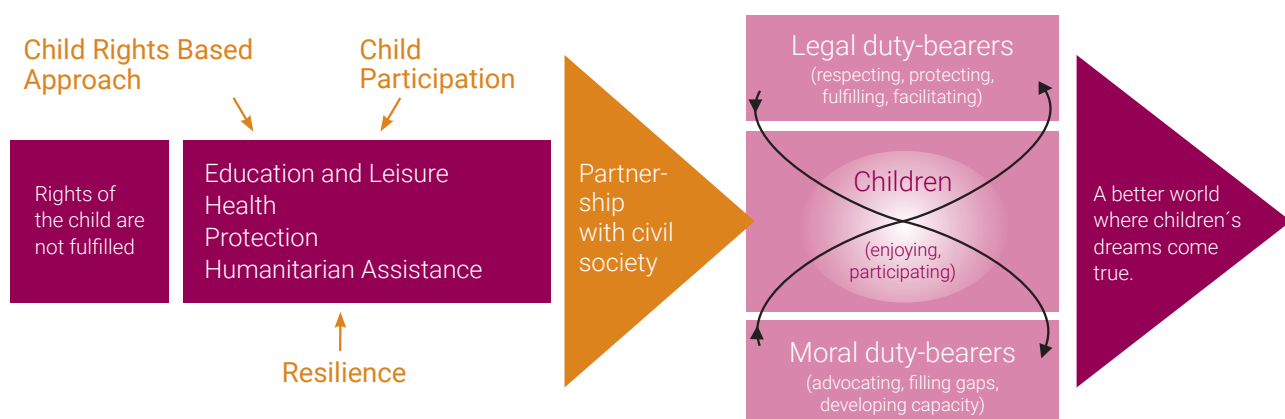 Child Rights Based
Approach
Child
Participation
Rights of
the child are
not fulfilled
Education and Leisure
Health
Protection
Humanitarian Assistance
Resilience
Partner-
ship
with civil
society
Legal duty-bearers
(respecting, protecting,
fulfilling, facilitating)
Children
(enjoying,
participating)
Moral duty-bearers
(advocating, filling gaps,
developing capacity)
A better world
where children´s
dreams come
true.